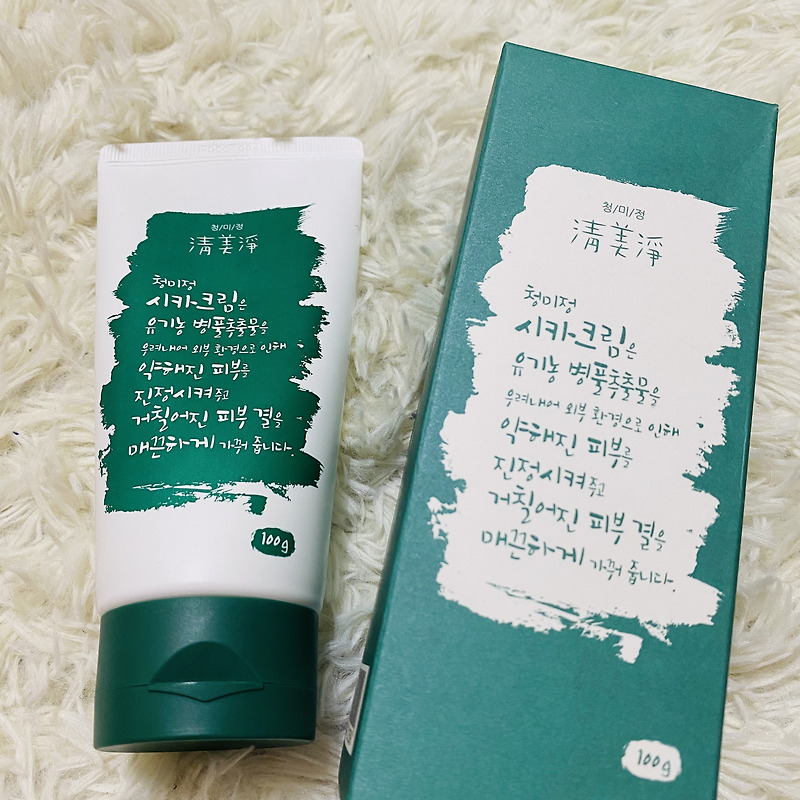 청/미/정
清美淨
청미정
시카크림은
유기농 병풀추출물을
우려내어 외부 환경으로 인해
약해진 피부를
진정시켜주고
거칠어진 피부 결을
매끈하게 가꿔 줍니다.
100g
청/미/정
清美淨
청미정
시카크림은
유기농 병풀추출물을
우려내어 외부 환경으로 인해
약해진 피부를
진정시켜주고
거칠어진 피부 결을
매끈하게 가꿔 줍니다.
100g